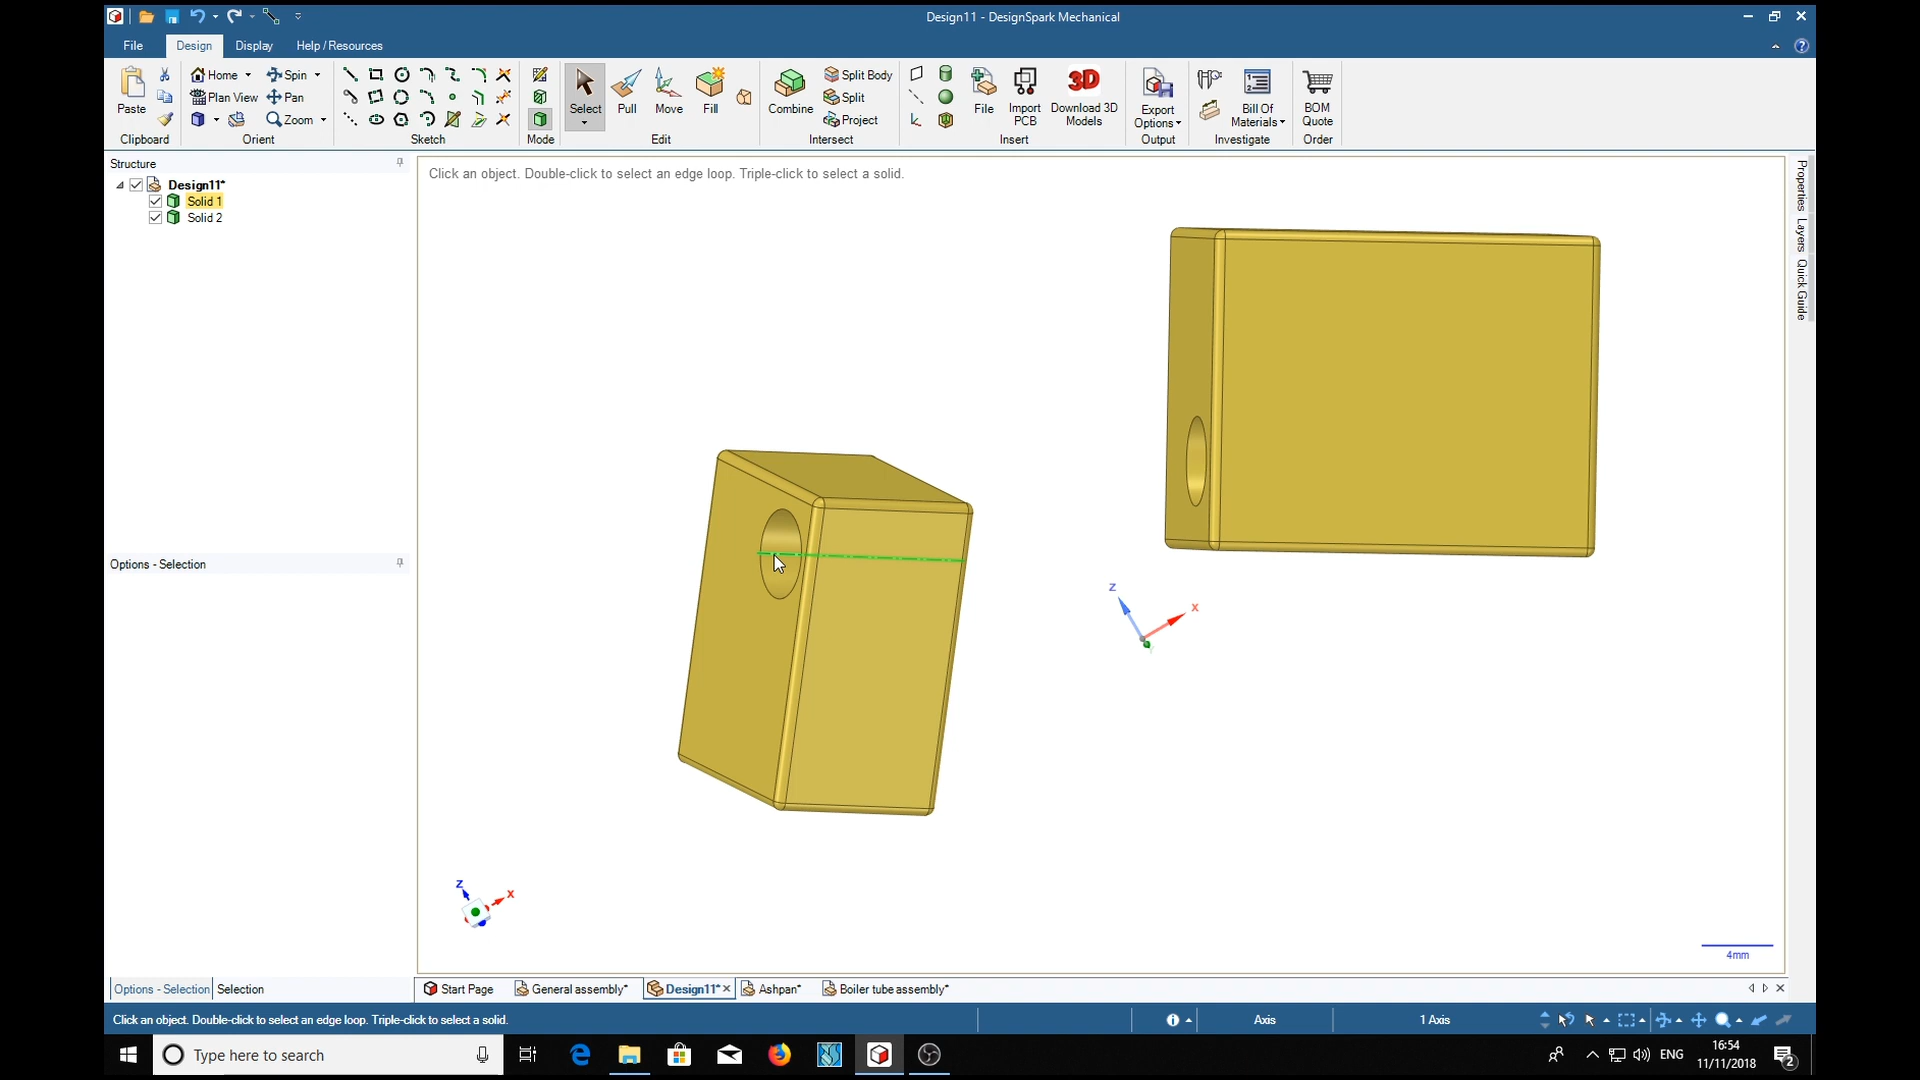 Design11 - DesignSpark Mechanical
File Design Display Help / Resources
Paste
Clipboard
Home Spin
Plan View Pan
Zoom
Orient
Sketch
Mode
Select Pull Move Fill
Edit
Combine
Split Body
Split
Project
Intersect
File
Import PCB
3D
Download 3D Models
Insert
Export Options
Output
Bill Of Materials
Investigate
BOM Quote
Order
Structure
Design11*
Solid 1
Solid 2
Click an object. Double-click to select an edge loop. Triple-click to select a solid.
Properties
Layers
Quick Guide
Z
X
Options - Selection
Z
X
4mm
Options - Selection Selection
Start Page General assembly* Design11* Ashpan* Boiler tube assembly*
Click an object. Double-click to select an edge loop. Triple-click to select a solid. Axis 1 Axis
Type here to search
ENG
16:54
11/11/2018
2